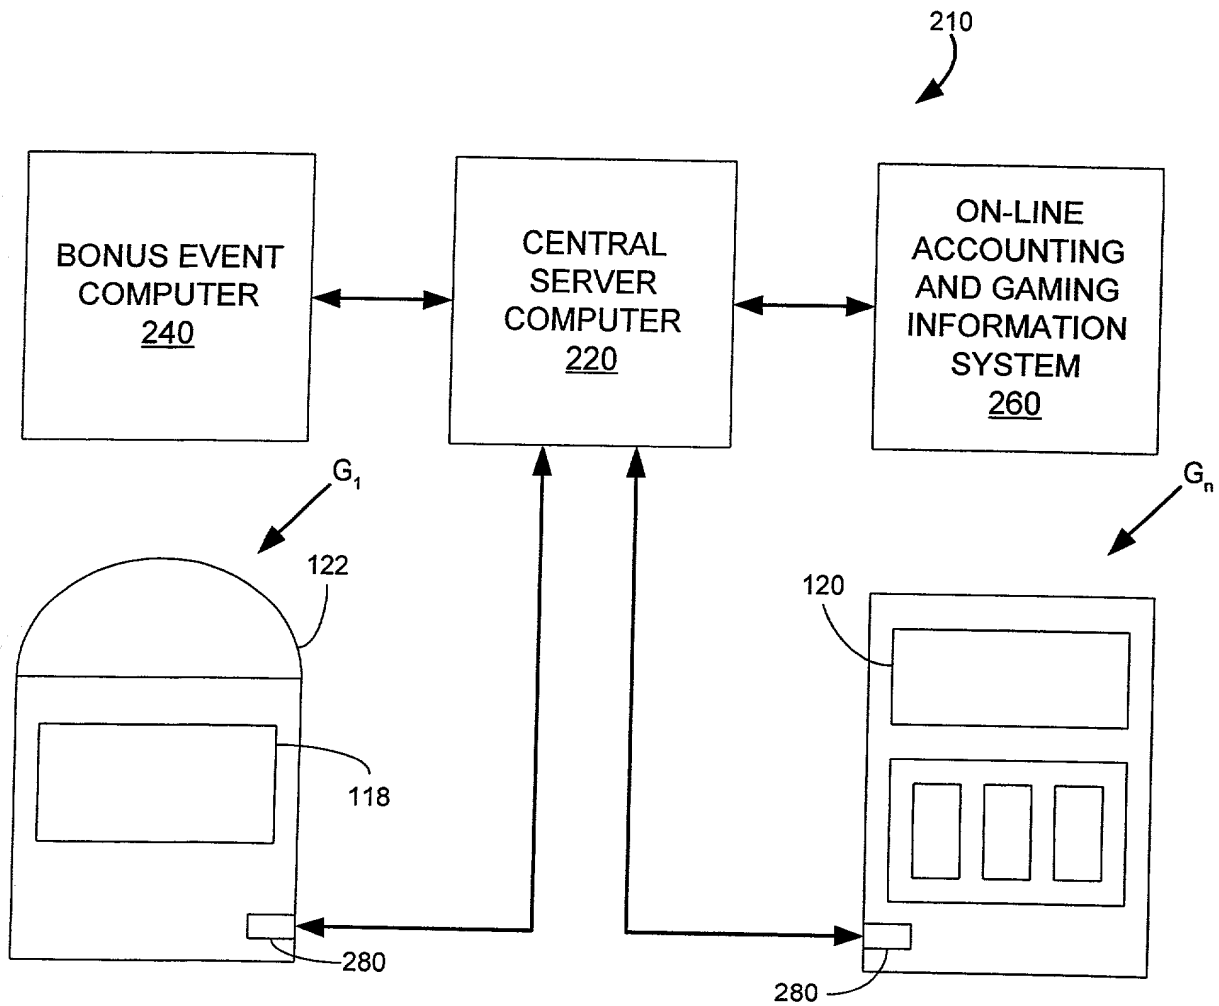 210
BONUS EVENT
COMPUTER
240
CENTRAL
SERVER
COMPUTER
220
ON-LINE
ACCOUNTING
AND GAMING
INFORMATION
SYSTEM
260
G1
Gn
122
120
118
280
280